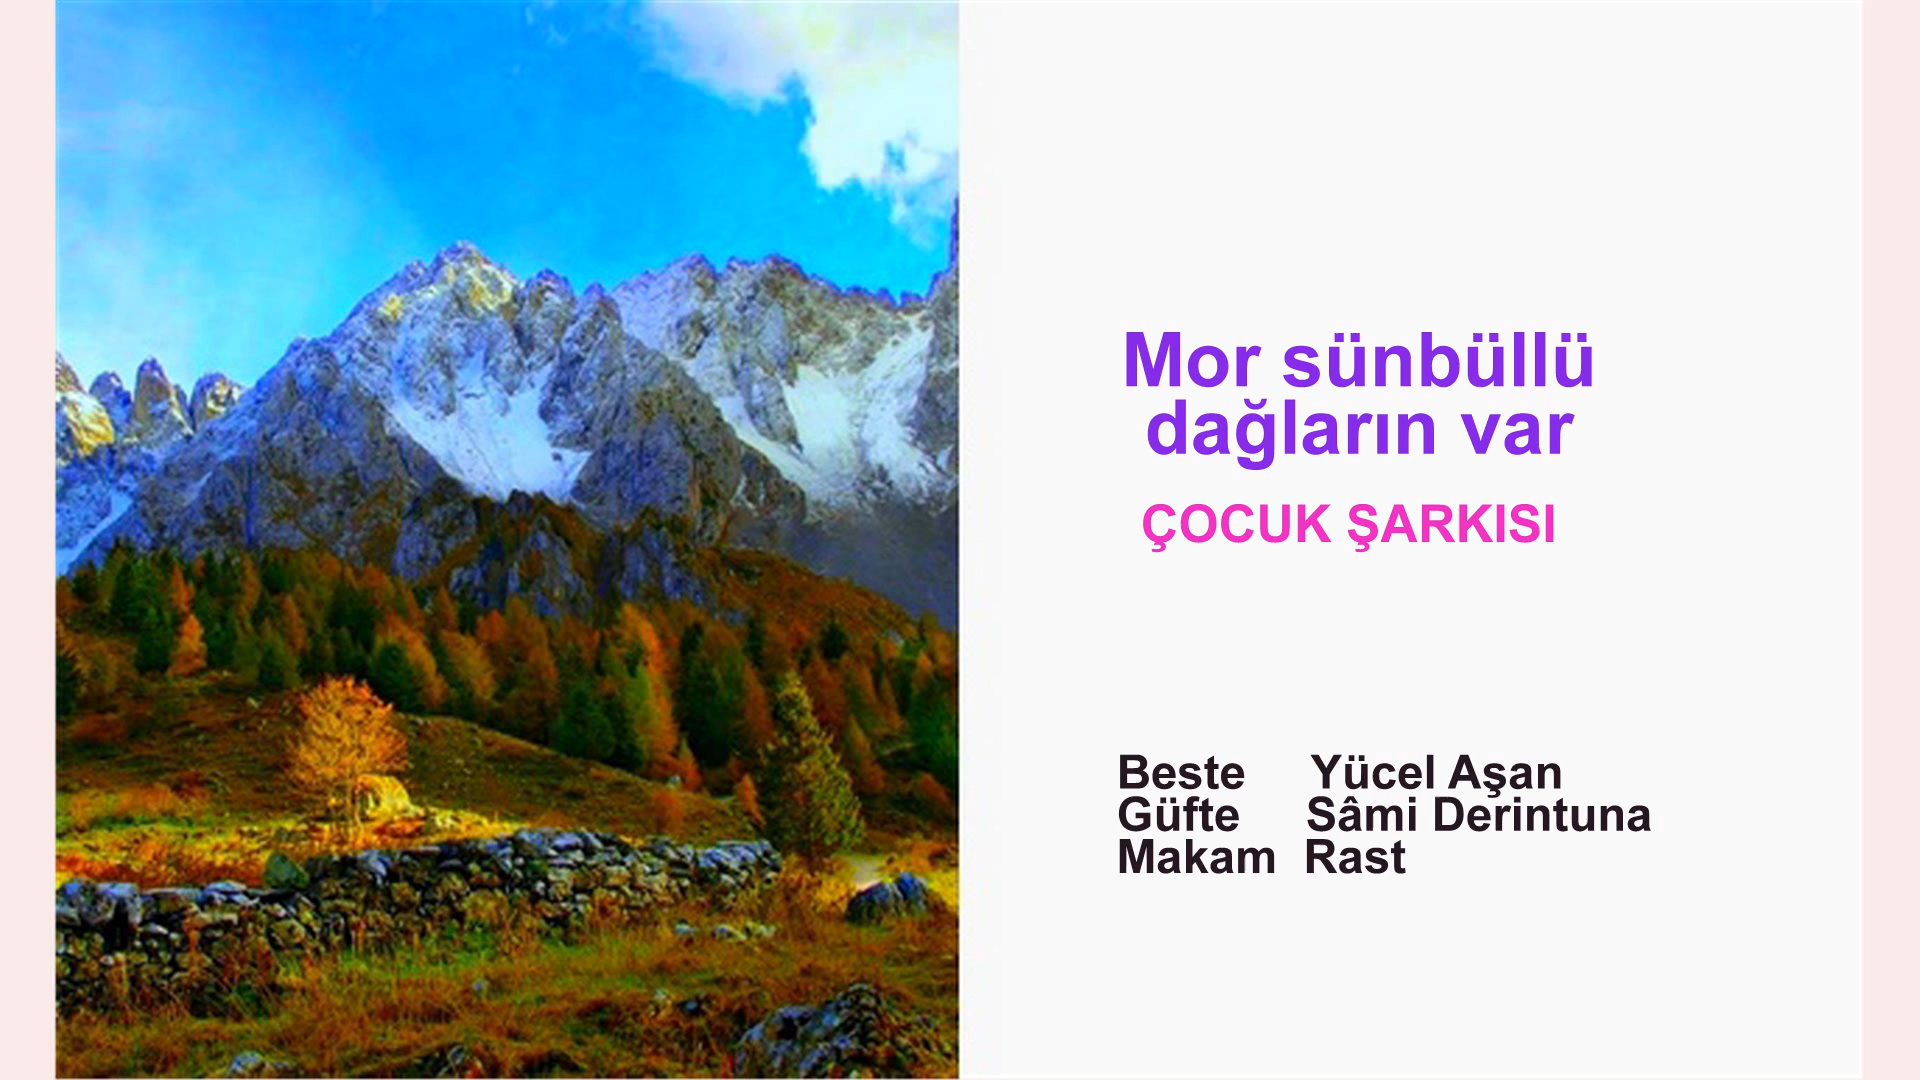 Mor sünbüllü
dağların var
ÇOCUK ŞARKISI
Beste Yücel Aşan
Güfte Sâmi Derintuna
Makam Rast